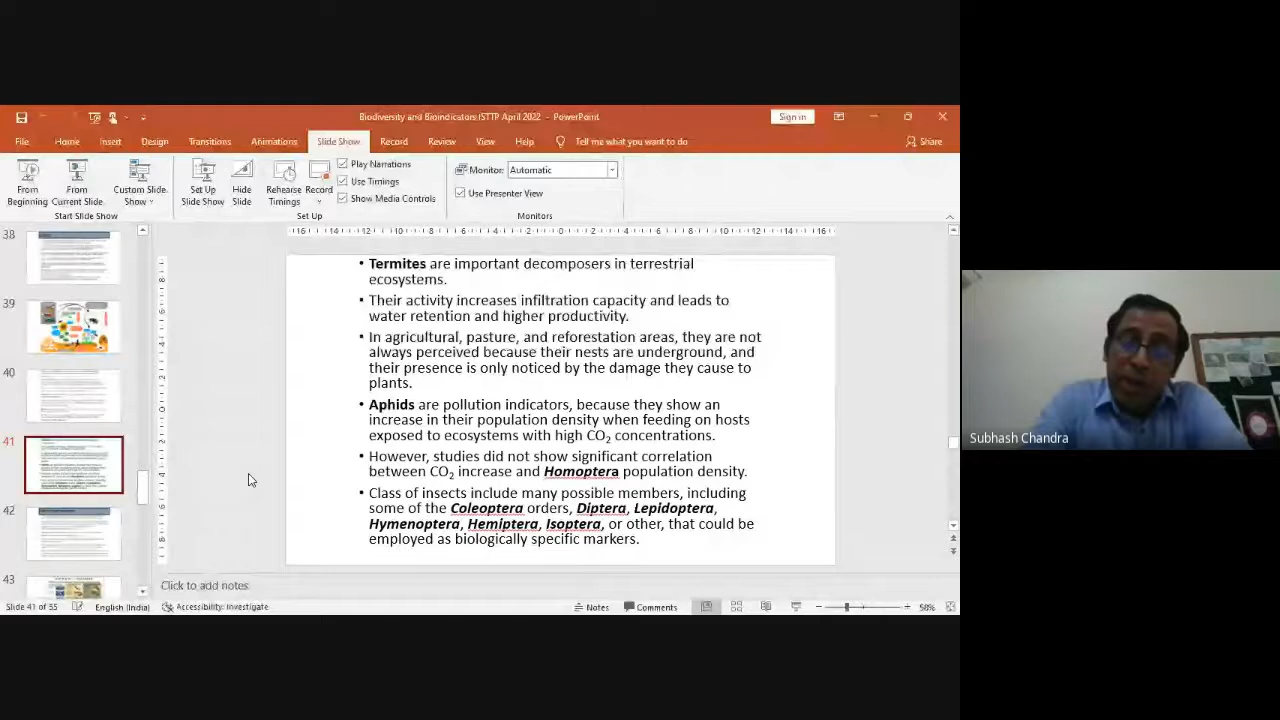 Biodiversity and Bioindicators ISTTP April 2022 - PowerPoint
Sign in
File Home Insert Design Transitions Animations Slide Show Record Review View Help Tell me what you want to do Share
From Beginning
From Current Slide
Custom Slide Show
Set Up Slide Show
Hide Slide
Rehearse Timings
Record
Play Narrations
Use Timings
Show Media Controls
Monitor: Automatic
Use Presenter View
Start Slide Show
Set Up
Monitors
38
39
40
41
42
43
• Termites are important decomposers in terrestrial
ecosystems.
• Their activity increases infiltration capacity and leads to
water retention and higher productivity.
• In agricultural, pasture, and reforestation areas, they are not
always perceived because their nests are underground, and
their presence is only noticed by the damage they cause to
plants.
• Aphids are pollution indicators, because they show an
increase in their population density when feeding on hosts
exposed to ecosystems with high CO₂ concentrations.
• However, studies did not show significant correlation
between CO₂ increase and Homoptera population density.
• Class of insects include many possible members, including
some of the Coleoptera orders, Diptera, Lepidoptera,
Hymenoptera, Hemiptera, Isoptera, or other, that could be
employed as biologically specific markers.
Click to add notes
Slide 41 of 55 English (India) Accessibility: Investigate Notes Comments 58%
Subhash Chandra